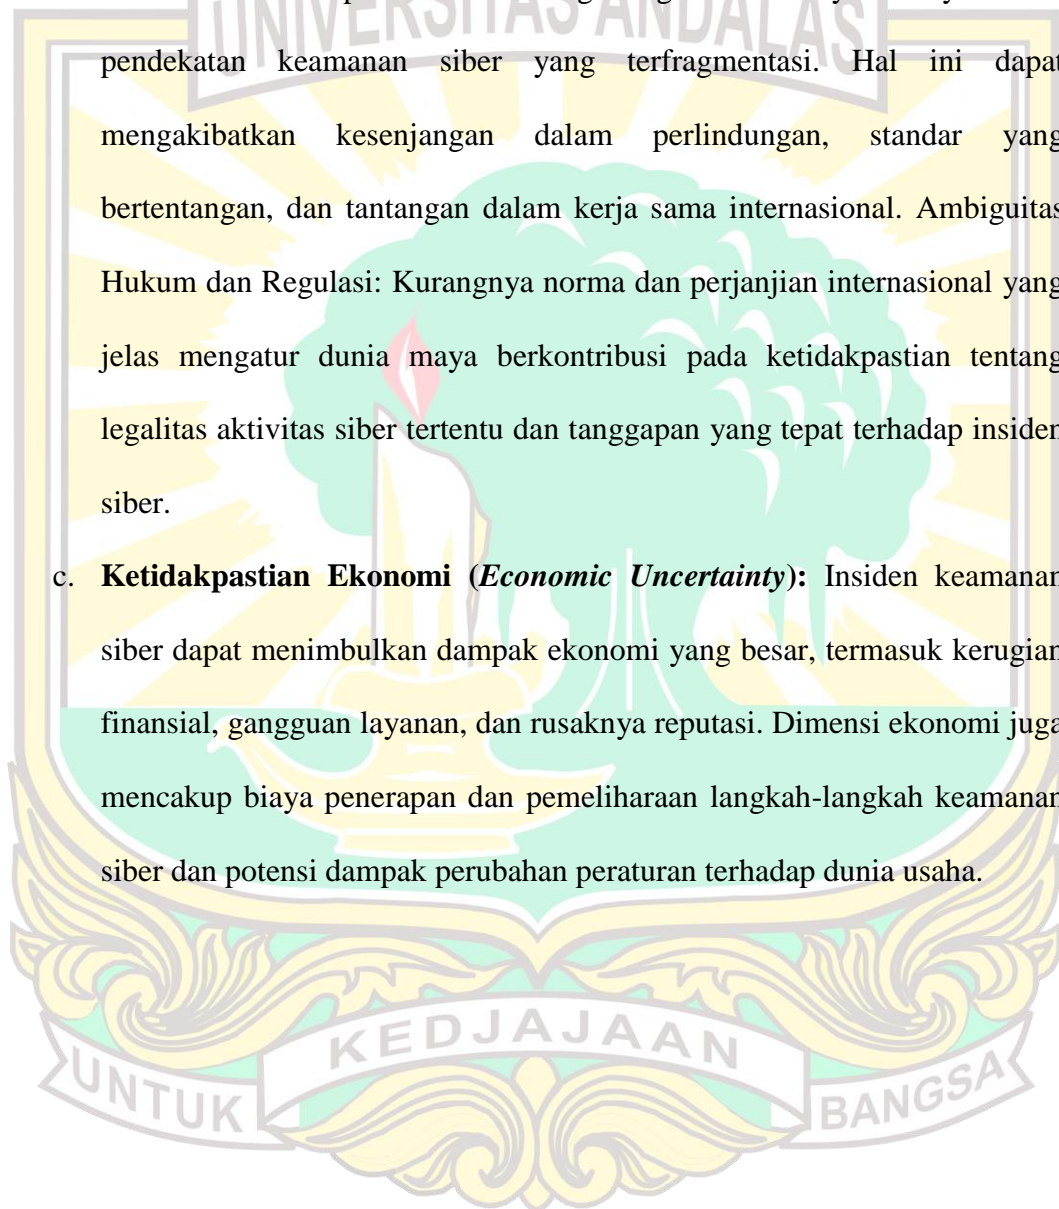 UNIVERSITAS ANDALAS
pendekatan keamanan siber yang terfragmentasi. Hal ini dapat
mengakibatkan kesenjangan dalam perlindungan, standar yang
bertentangan, dan tantangan dalam kerja sama internasional. Ambiguitas
Hukum dan Regulasi: Kurangnya norma dan perjanjian internasional yang
jelas mengatur dunia maya berkontribusi pada ketidakpastian tentang
legalitas aktivitas siber tertentu dan tanggapan yang tepat terhadap insiden
siber.
c. Ketidakpastian Ekonomi (Economic Uncertainty): Insiden keamanan
siber dapat menimbulkan dampak ekonomi yang besar, termasuk kerugian
finansial, gangguan layanan, dan rusaknya reputasi. Dimensi ekonomi juga
mencakup biaya penerapan dan pemeliharaan langkah-langkah keamanan
siber dan potensi dampak perubahan peraturan terhadap dunia usaha.
UNTUK KEDJAJAAN BANGSA